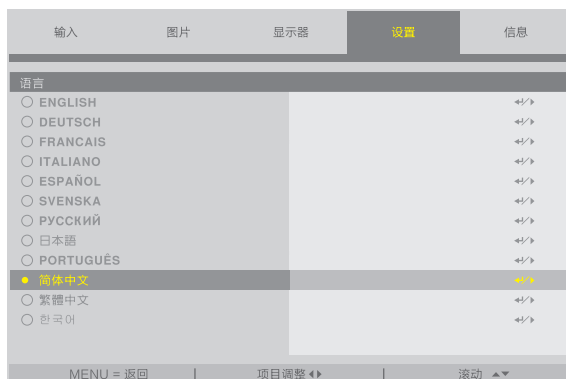 输入 图片 显示器 设置 信息
语言
ENGLISH
DEUTSCH
FRANCAIS
ITALIANO
ESPAÑOL
SVENSKA
РУССКИЙ
日本語
PORTUGUÊS
简体中文
繁體中文
한국어
MENU = 返回 | 项目调整 | 滚动